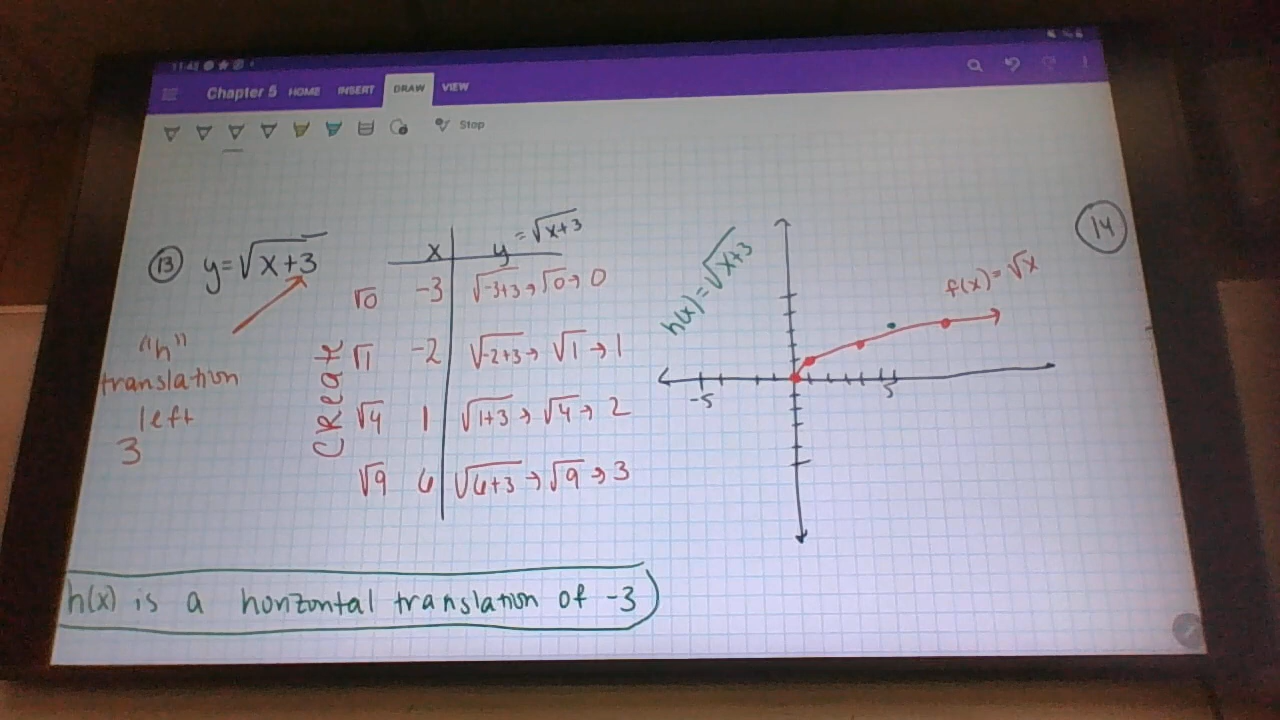 11:41
Chapter 5 HOME INSERT DRAW VIEW
Stop
13 y=√x+3
"h"
translation
left
3
CReate
x y=√x+3
√0 -3 √-3+3→√0→0
√1 -2 √-2+3→√1→1
√4 1 √1+3→√4→2
√9 6 √6+3→√9→3
h(x)=√x+3
f(x)=√x
-5 5
14
h(x) is a horizontal translation of -3